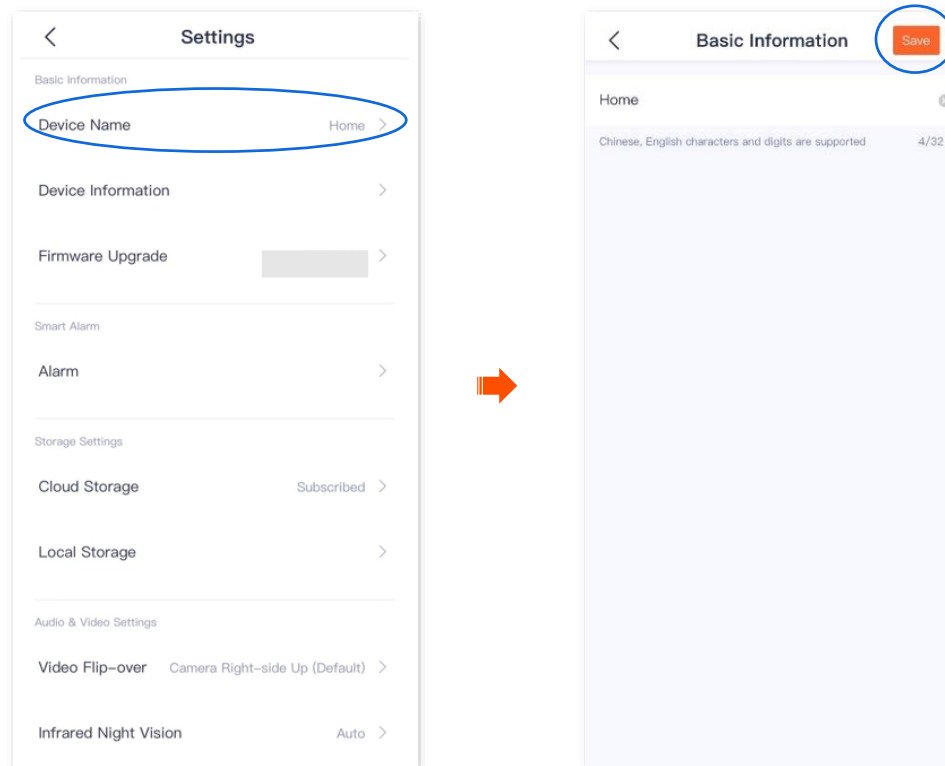 Settings
Basic Information
Device Name Home
Device Information
Firmware Upgrade
Smart Alarm
Alarm
Storage Settings
Cloud Storage Subscribed
Local Storage
Audio & Video Settings
Video Flip-over Camera Right-side Up (Default)
Infrared Night Vision Auto
Basic Information Save
Home
Chinese, English characters and digits are supported 4/32